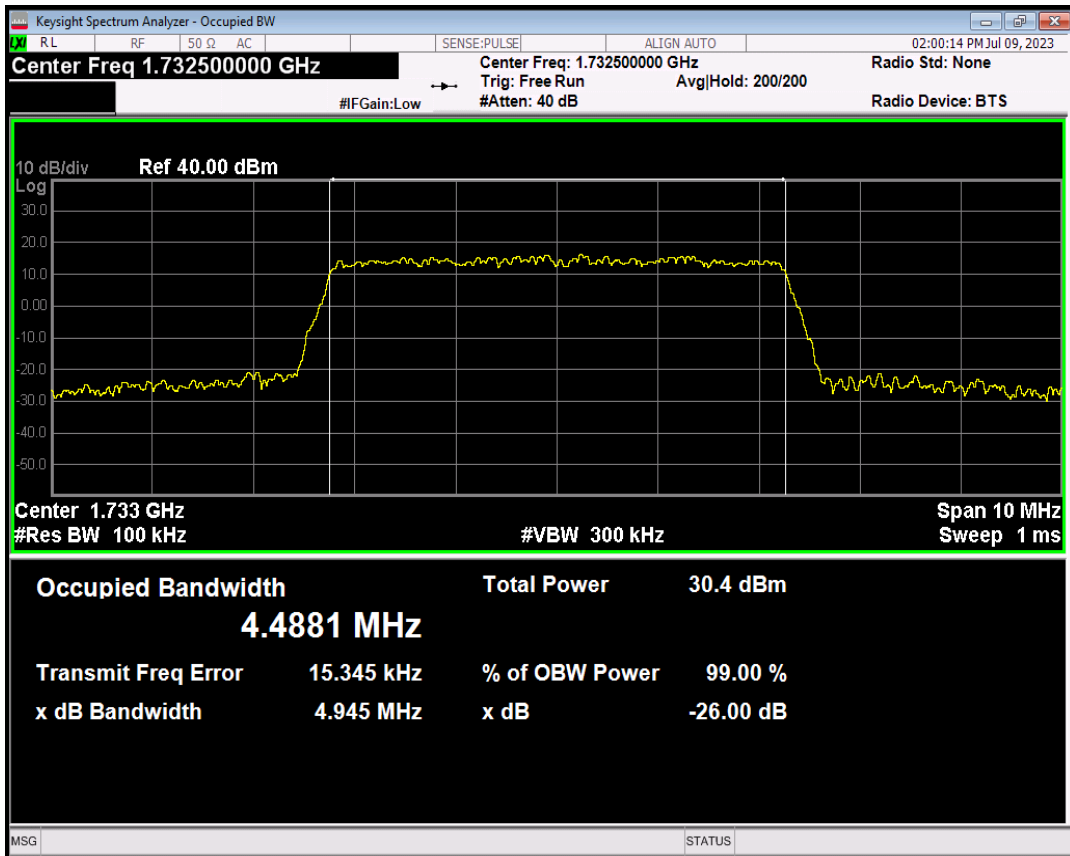 Keysight Spectrum Analyzer - Occupied BW
LXI RL RF 50 Ω AC SENSE:PULSE ALIGN AUTO 02:00:14 PM Jul 09, 2023
Center Freq 1.732500000 GHz
Center Freq: 1.732500000 GHz Radio Std: None
Trig: Free Run Avg|Hold: 200/200
#IFGain:Low #Atten: 40 dB Radio Device: BTS
10 dB/div Ref 40.00 dBm
Log
30.0
20.0
10.0
0.00
-10.0
-20.0
-30.0
-40.0
-50.0
Center 1.733 GHz Span 10 MHz
#Res BW 100 kHz #VBW 300 kHz Sweep 1 ms
Occupied Bandwidth Total Power 30.4 dBm
4.4881 MHz
Transmit Freq Error 15.345 kHz % of OBW Power 99.00 %
x dB Bandwidth 4.945 MHz x dB -26.00 dB
MSG STATUS